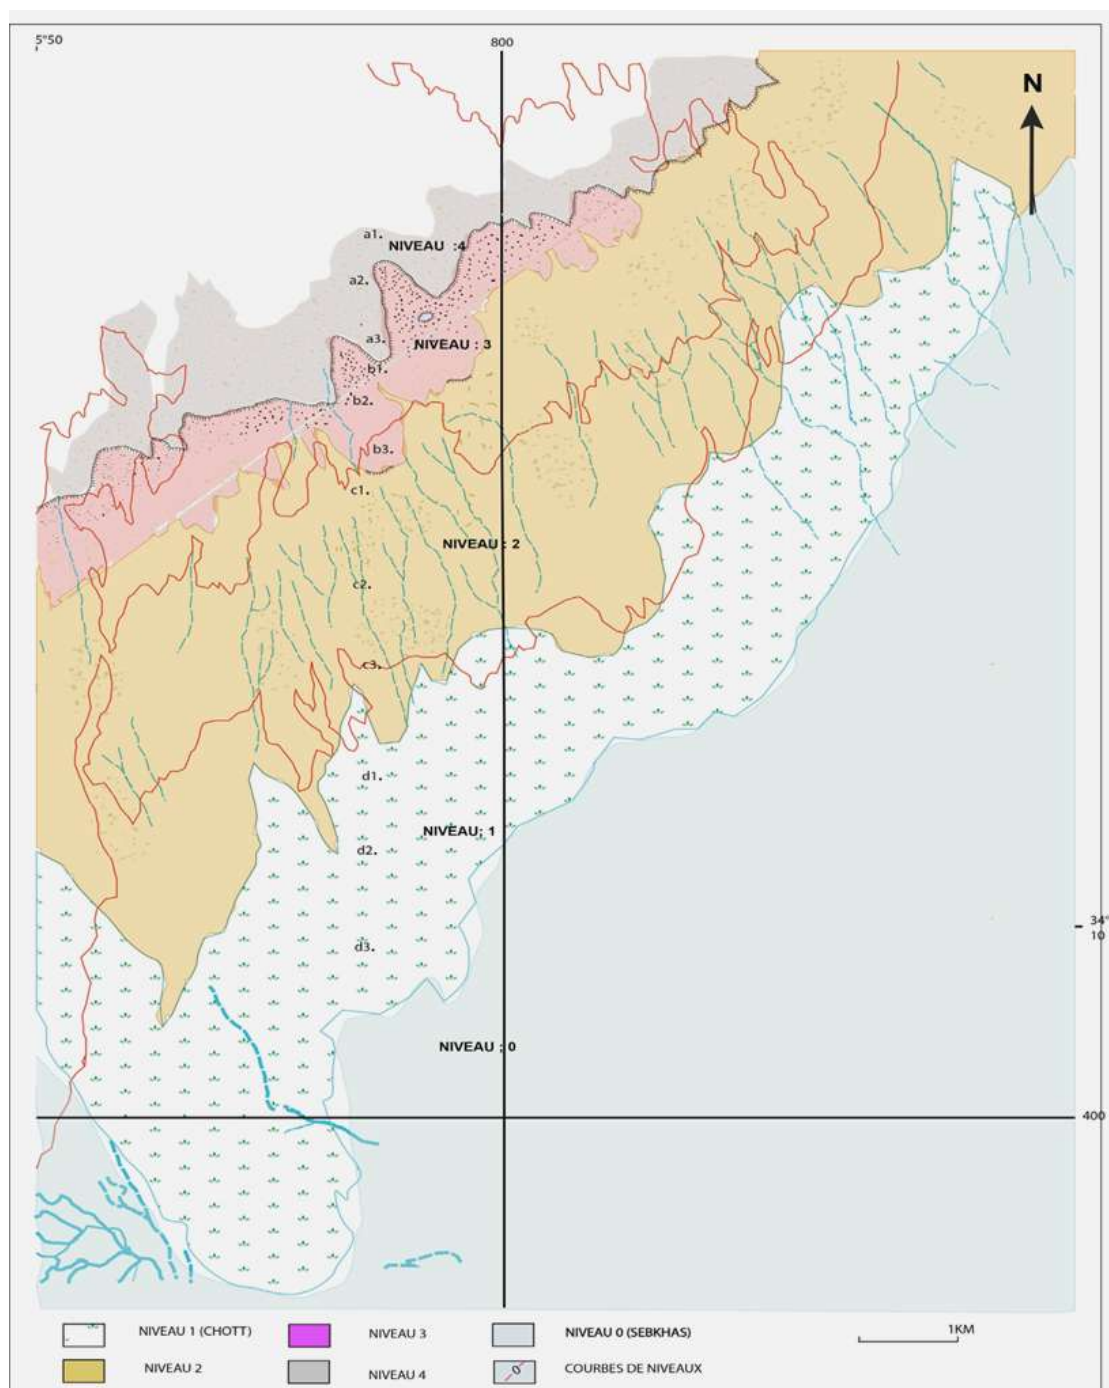 5°50
800
N
a1.
NIVEAU :4
a2.
a3.
NIVEAU : 3
b1.
b2.
b3.
c1.
NIVEAU : 2
c2.
c3.
d1.
NIVEAU; 1
d2.
34°
10
d3.
NIVEAU ; 0
400
NIVEAU 1 (CHOTT)
NIVEAU 3
NIVEAU 0 (SEBKHAS)
1KM
NIVEAU 2
NIVEAU 4
0
COURBES DE NIVEAUX